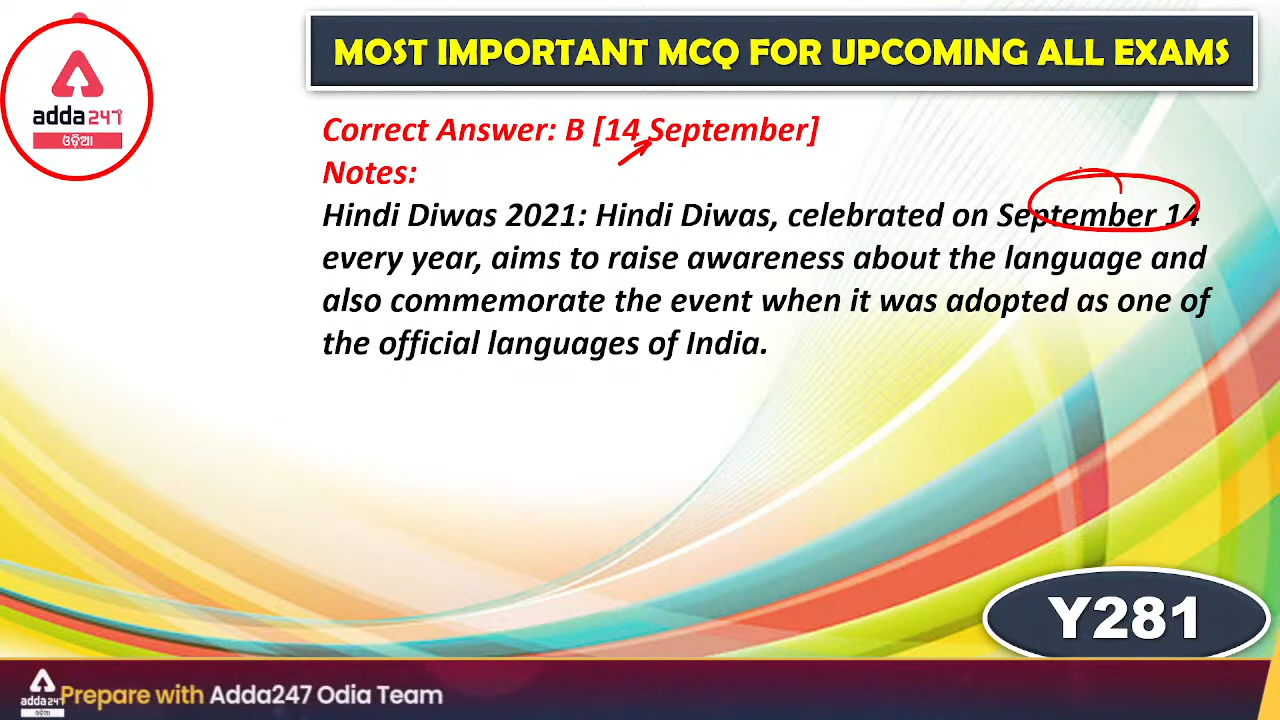 MOST IMPORTANT MCQ FOR UPCOMING ALL EXAMS
adda247
ଓଡ଼ିଆ
Correct Answer: B [14 September]
Notes:
Hindi Diwas 2021: Hindi Diwas, celebrated on September 14
every year, aims to raise awareness about the language and
also commemorate the event when it was adopted as one of
the official languages of India.
Y281
adda247
ଓଡ଼ିଆ
Prepare with Adda247 Odia Team